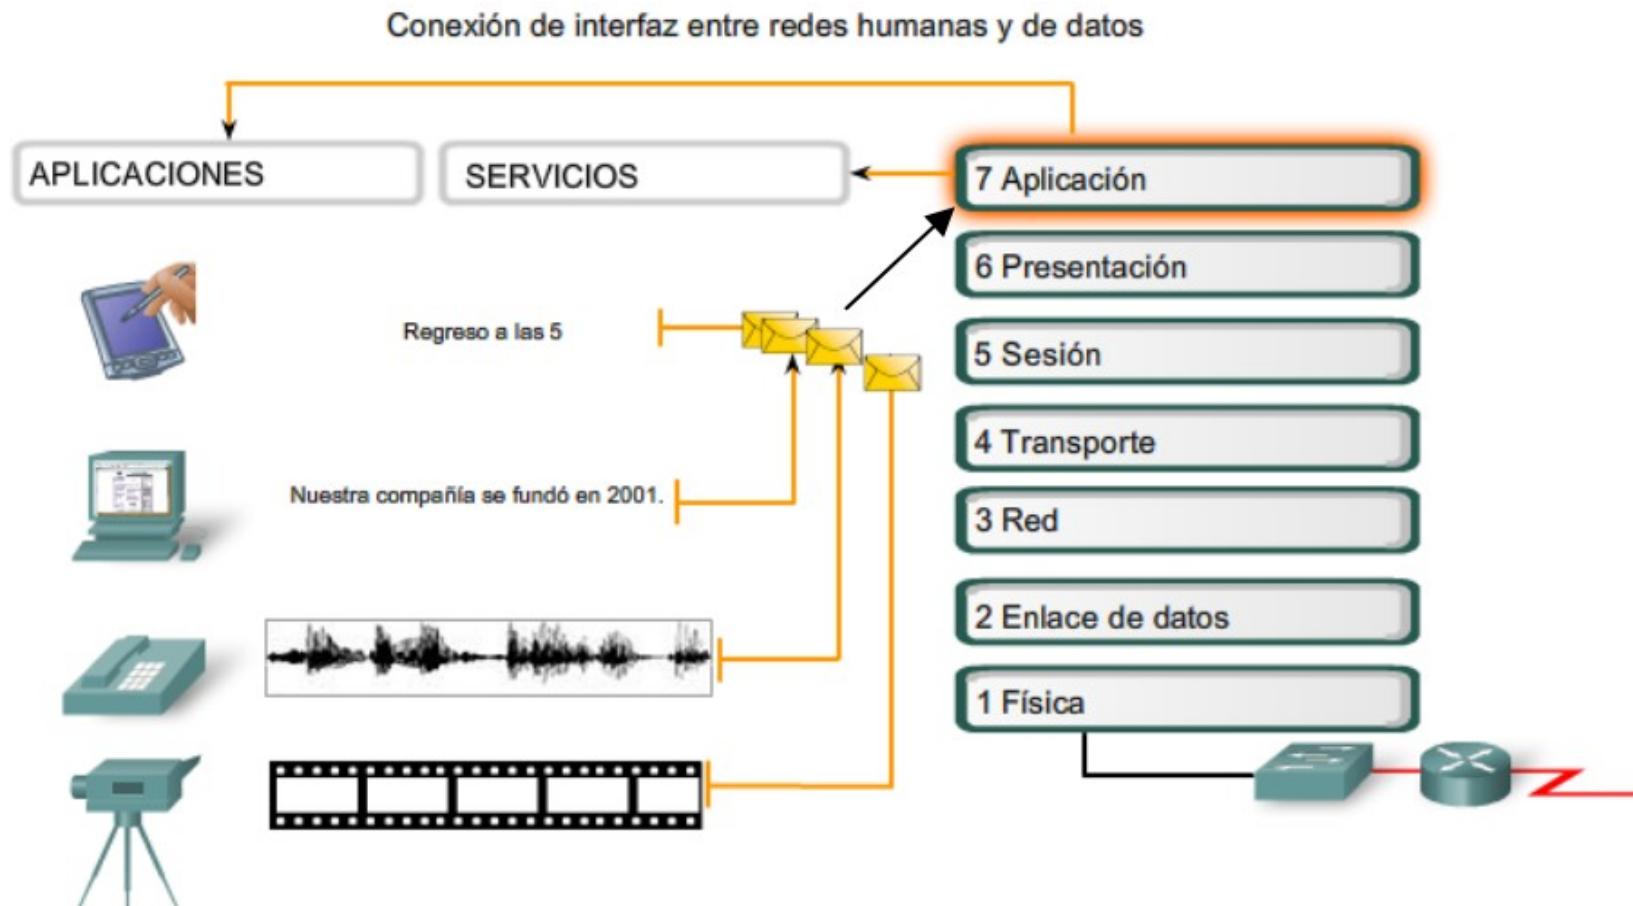 Conexión de interfaz entre redes humanas y de datos
APLICACIONES
SERVICIOS
7 Aplicación
6 Presentación
Regreso a las 5
5 Sesión
4 Transporte
Nuestra compañía se fundó en 2001.
3 Red
2 Enlace de datos
1 Física